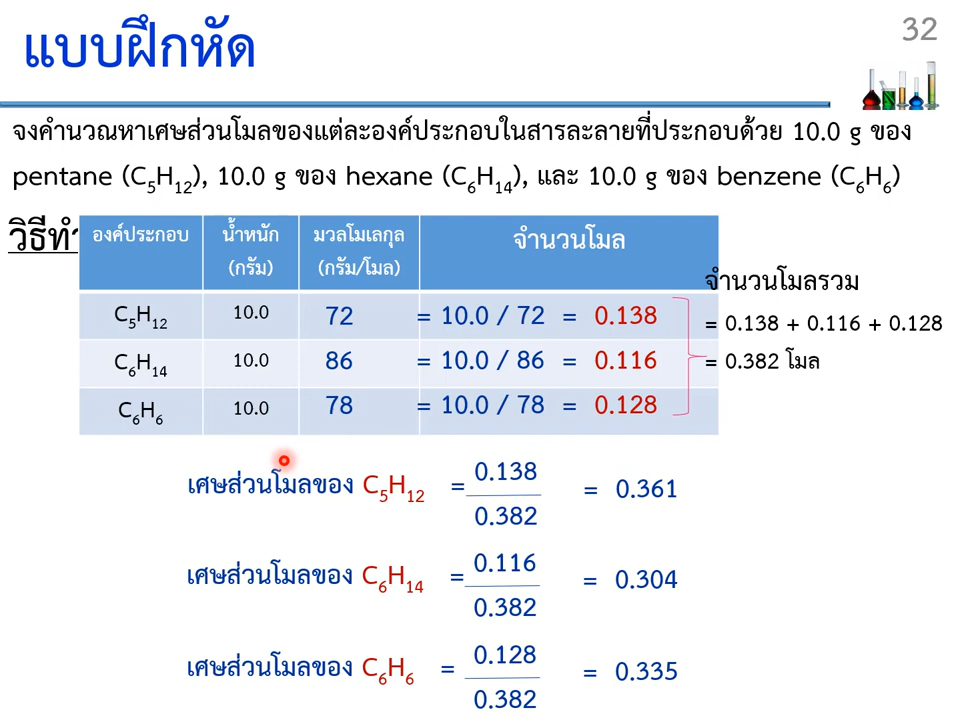 32
แบบฝึกหัด
จงคำนวณหาเศษส่วนโมลของแต่ละองค์ประกอบในสารละลายที่ประกอบด้วย 10.0 g ของ
pentane (C5H12), 10.0 g ของ hexane (C6H14), และ 10.0 g ของ benzene (C6H6)
วิธีทำ
องค์ประกอบ น้ำหนัก (กรัม) มวลโมเลกุล (กรัม/โมล) จำนวนโมล
C5H12 10.0 72 = 10.0 / 72 = 0.138
C6H14 10.0 86 = 10.0 / 86 = 0.116
C6H6 10.0 78 = 10.0 / 78 = 0.128
จำนวนโมลรวม
= 0.138 + 0.116 + 0.128
= 0.382 โมล
เศษส่วนโมลของ C5H12 = 0.138 / 0.382 = 0.361
เศษส่วนโมลของ C6H14 = 0.116 / 0.382 = 0.304
เศษส่วนโมลของ C6H6 = 0.128 / 0.382 = 0.335